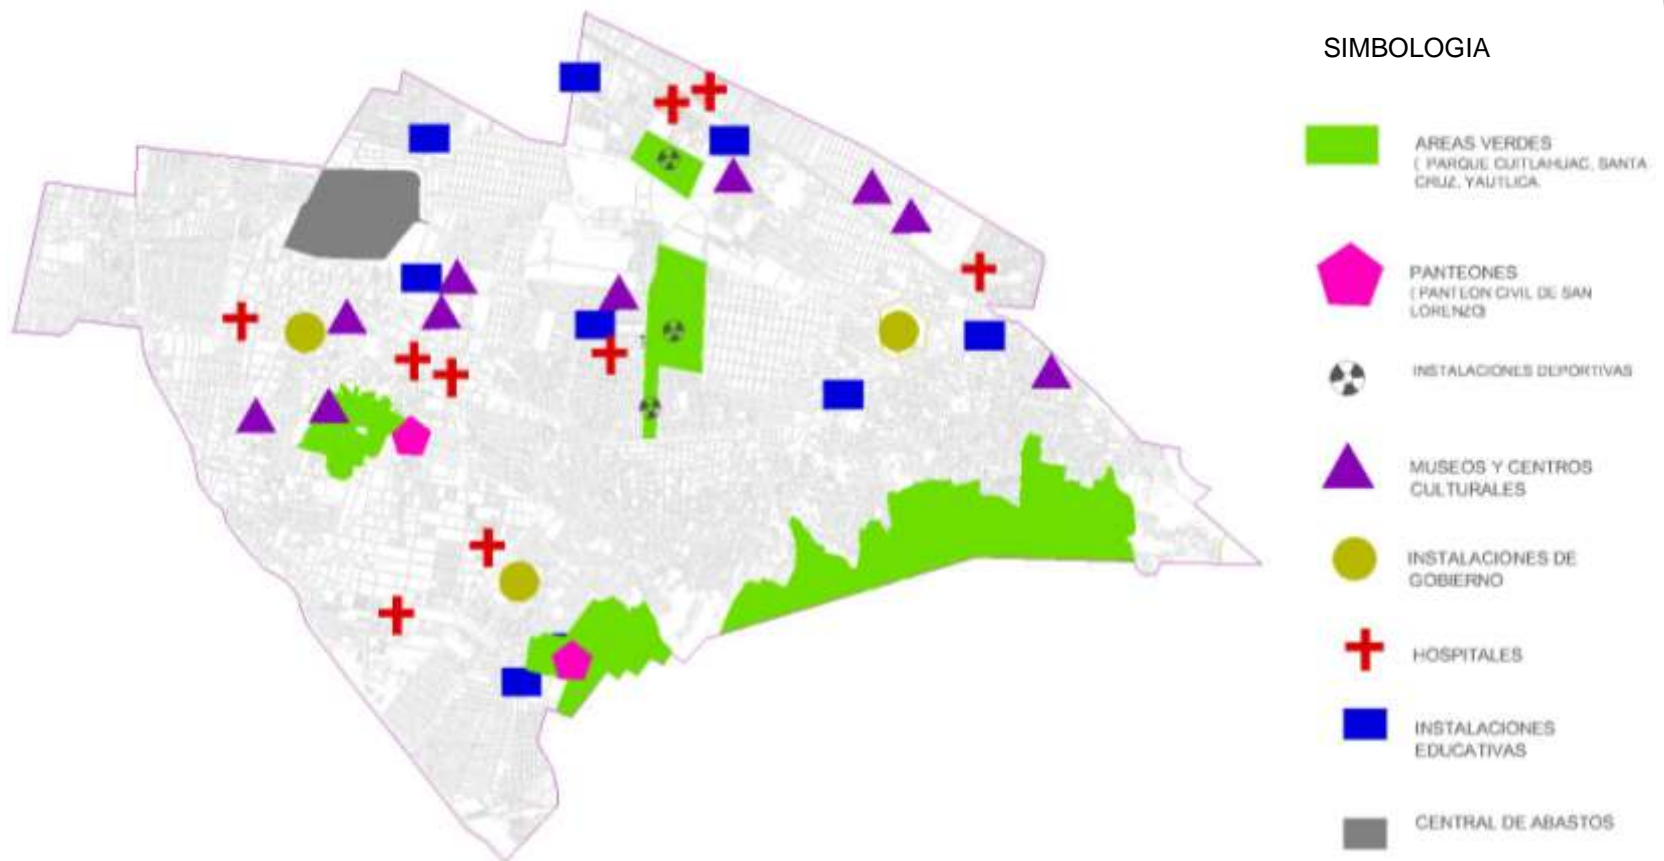 SIMBOLOGIA
AREAS VERDES
( PARQUE CUITLAHUAC, SANTA
CRUZ, YAUTLICA.
PANTEONES
( PANTEON CIVIL DE SAN
LORENZO)
INSTALACIONES DEPORTIVAS
MUSEOS Y CENTROS
CULTURALES
INSTALACIONES DE
GOBIERNO
HOSPITALES
INSTALACIONES
EDUCATIVAS
CENTRAL DE ABASTOS